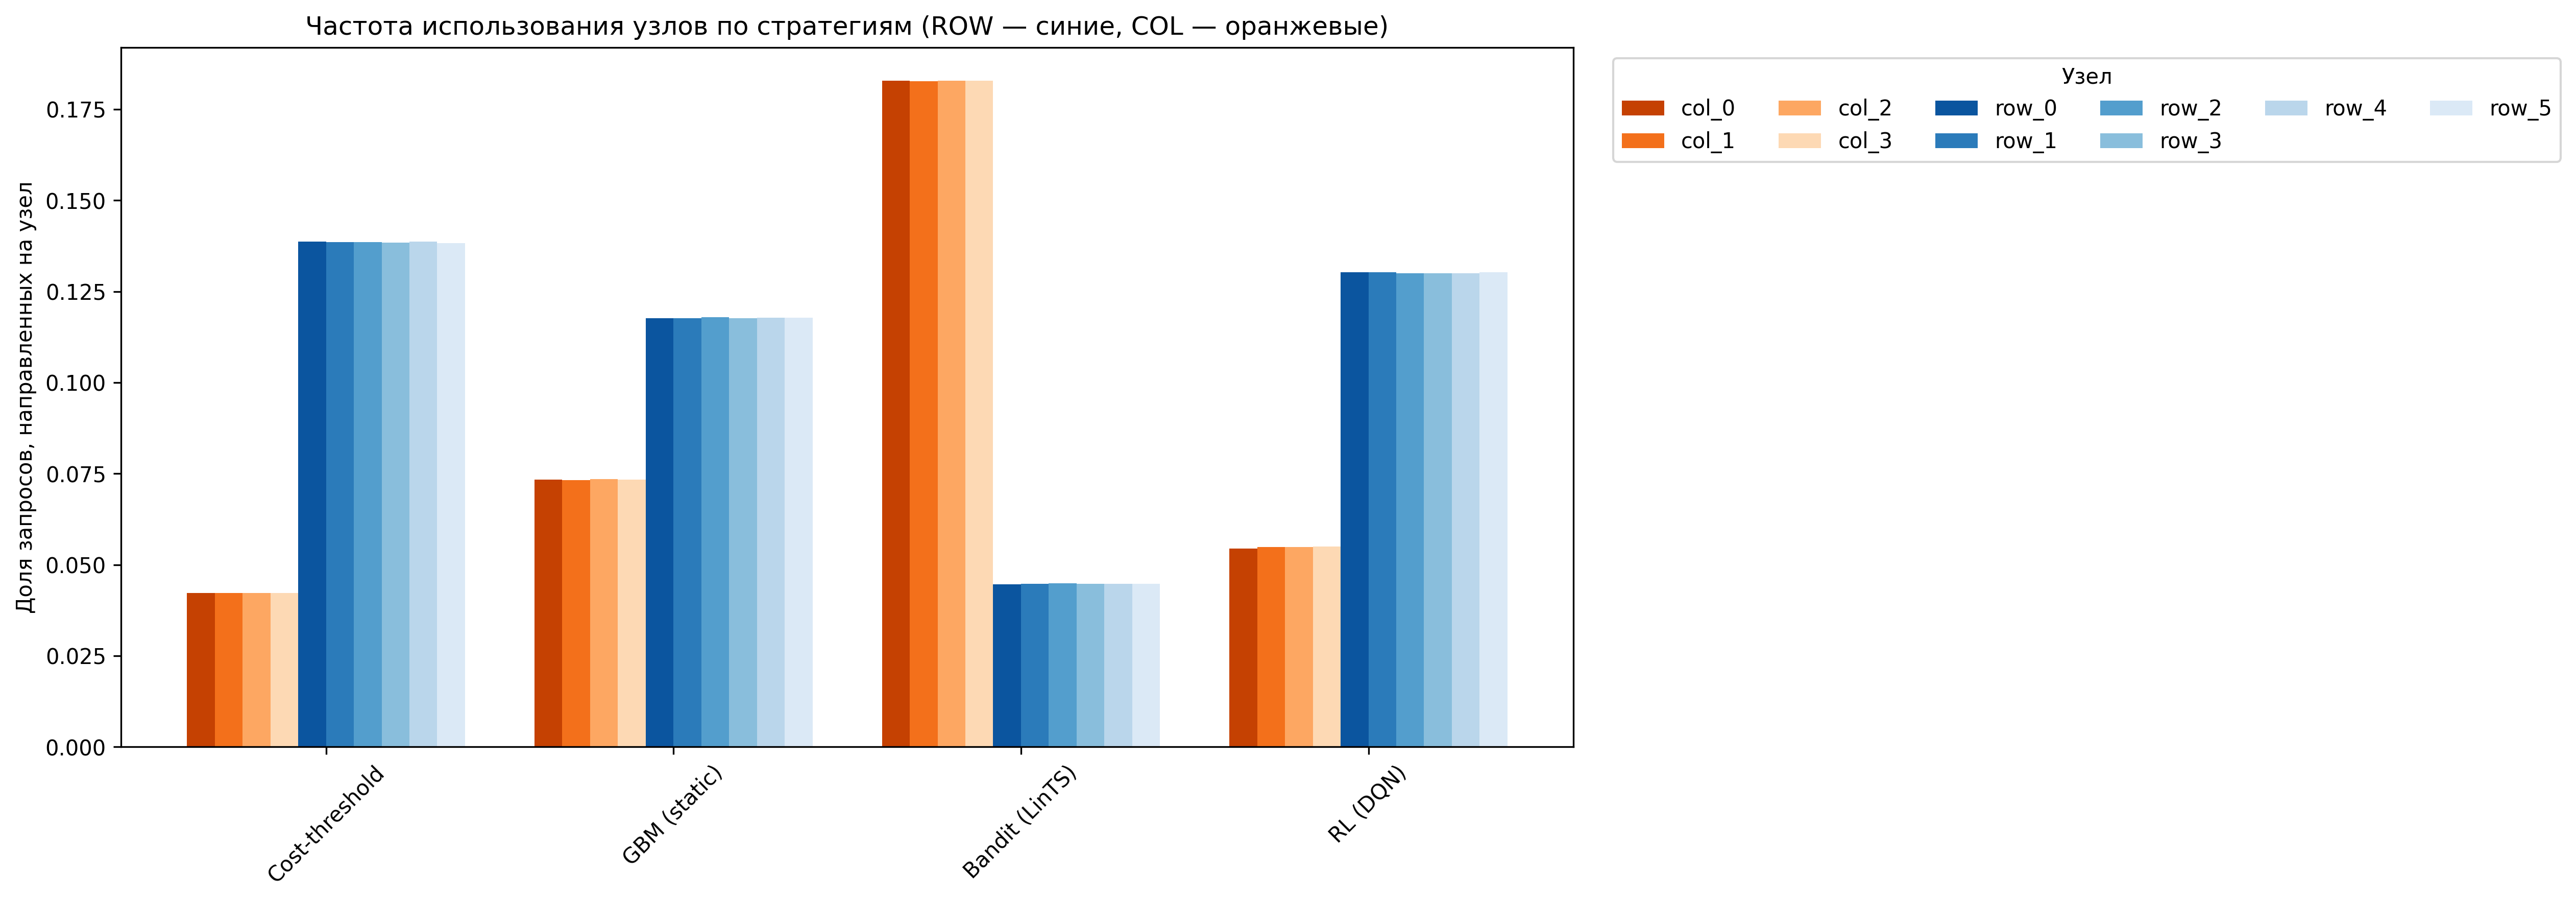 Частота использования узлов по стратегиям (ROW — синие, COL — оранжевые)
Доля запросов, направленных на узел
0.175
0.150
0.125
0.100
0.075
0.050
0.025
0.000
Cost-threshold
GBM (static)
Bandit (LinTS)
RL (DQN)
Узел
col_0 col_2 row_0 row_2 row_4 row_5
col_1 col_3 row_1 row_3